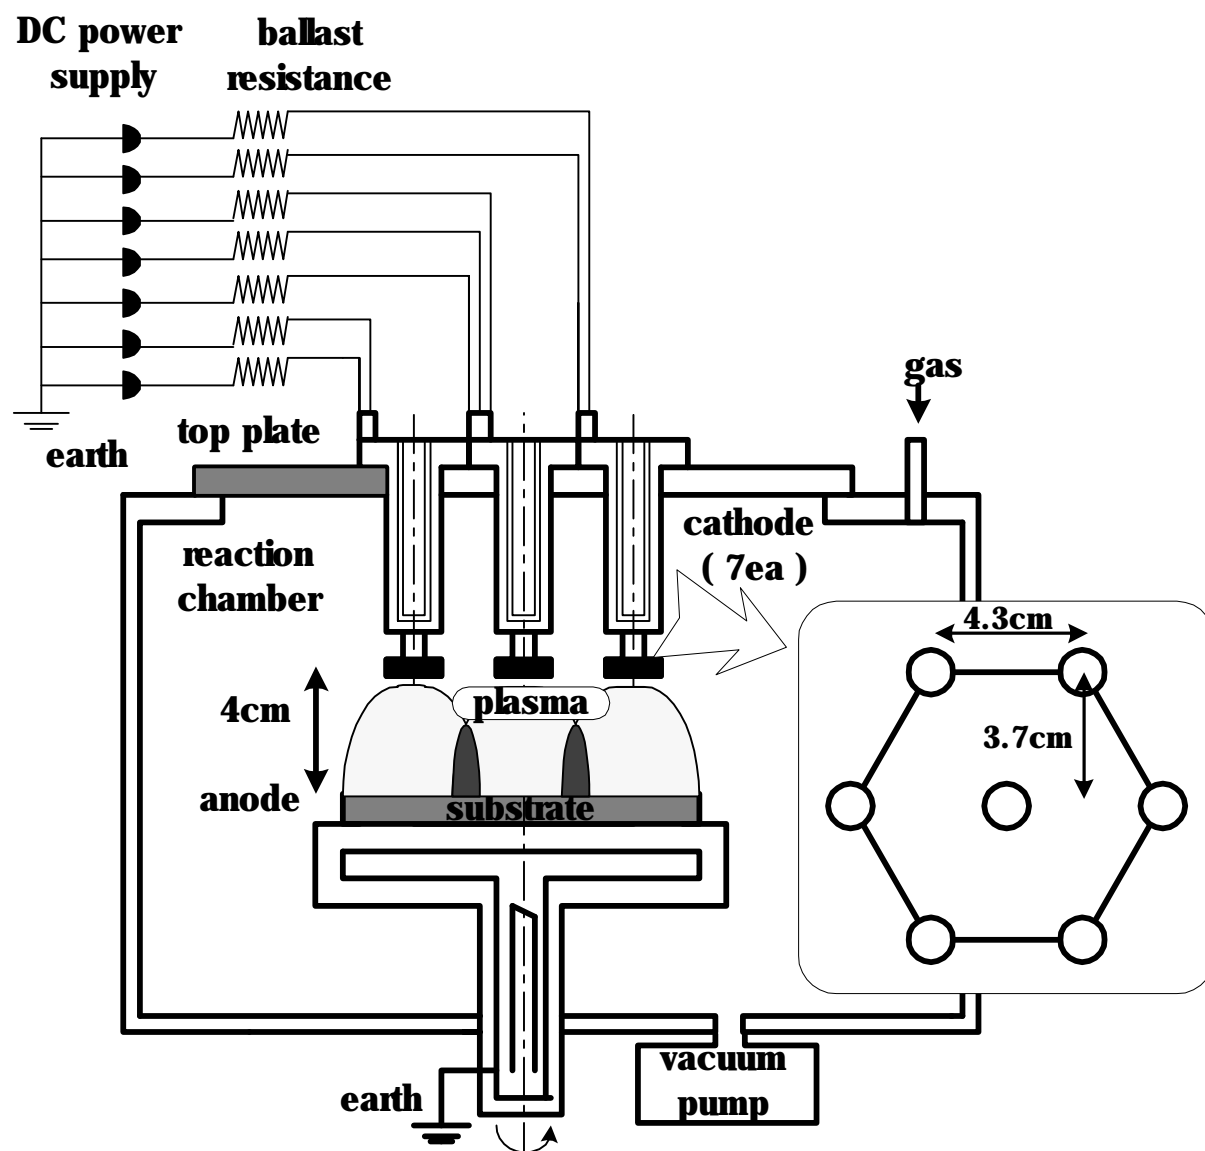 DC power
supply
ballast
resistance
gas
earth
top plate
reaction
chamber
cathode
( 7ea )
4.3cm
3.7cm
4cm
plasma
anode
substrate
vacuum
pump
earth